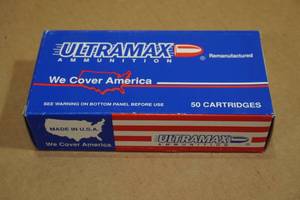 ULTRAMAX
AMMUNITION
Remanufactured
We Cover America
SEE WARNING ON BOTTOM PANEL BEFORE USE
50 CARTRIDGES
MADE IN U.S.A.
We Cover America.
ULTRAMAX
AMMUNITION